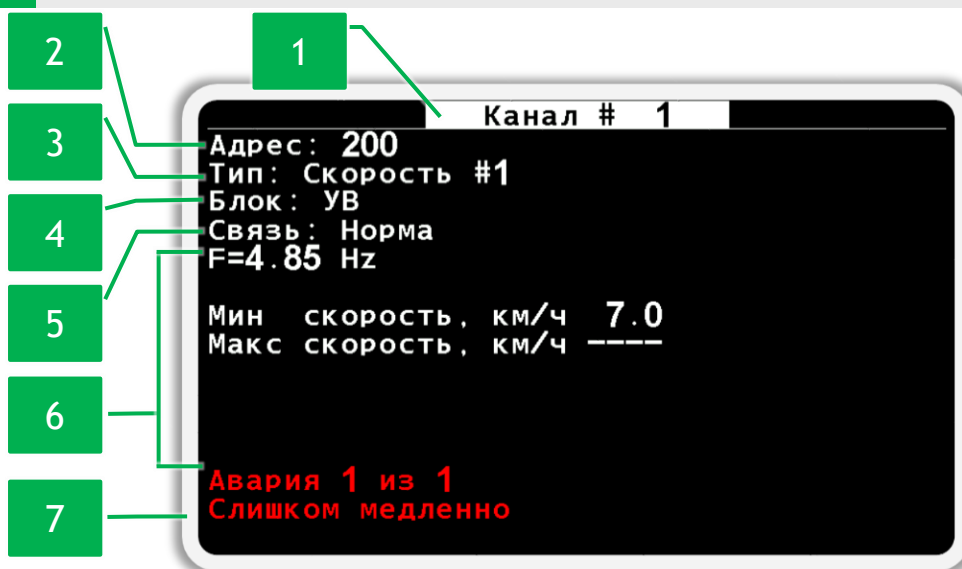 2
1
Канал # 1
3
Адрес: 200
Тип: Скорость #1
Блок: УВ
4
Связь: Норма
F=4.85 Hz
5
Мин скорость, км/ч 7.0
Макс скорость, км/ч ----
6
Авария 1 из 1
7
Слишком медленно